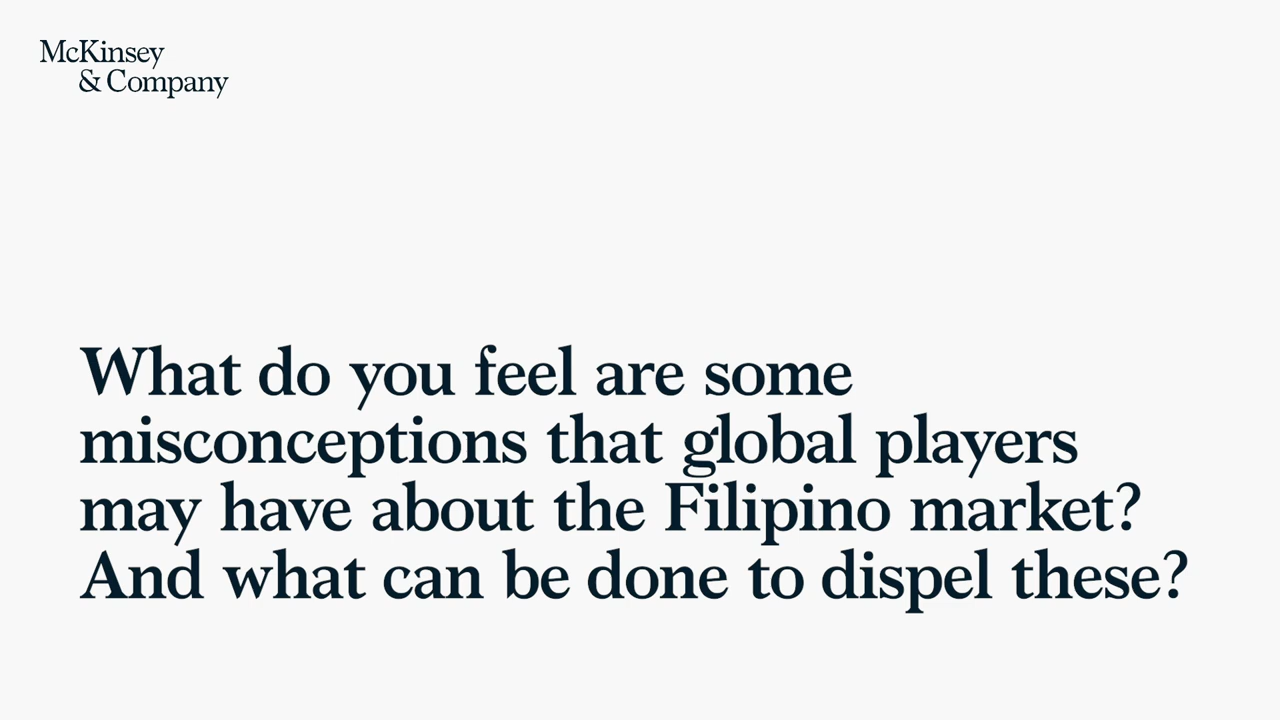 McKinsey
& Company
What do you feel are some
misconceptions that global players
may have about the Filipino market?
And what can be done to dispel these?